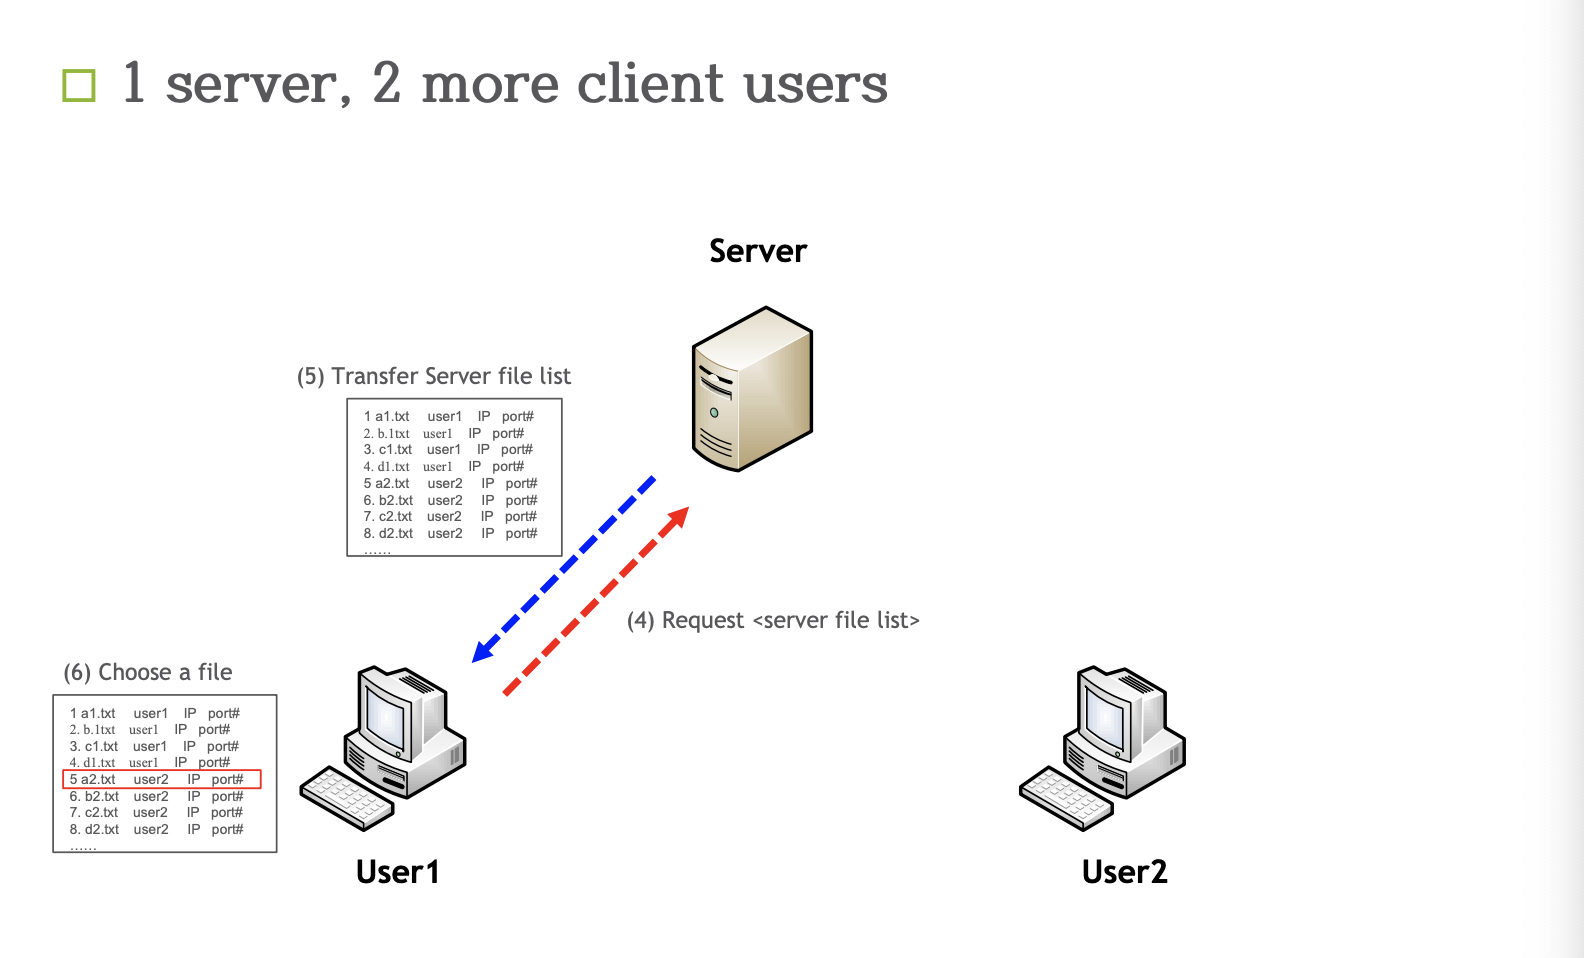 1 server, 2 more client users
Server
(5) Transfer Server file list
1 a1.txt user1 IP port#
2. b.1txt user1 IP port#
3. c1.txt user1 IP port#
4. d1.txt user1 IP port#
5 a2.txt user2 IP port#
6. b2.txt user2 IP port#
7. c2.txt user2 IP port#
8. d2.txt user2 IP port#
......
(4) Request <server file list>
(6) Choose a file
1 a1.txt user1 IP port#
2. b.1txt user1 IP port#
3. c1.txt user1 IP port#
4. d1.txt user1 IP port#
5 a2.txt user2 IP port#
6. b2.txt user2 IP port#
7. c2.txt user2 IP port#
8. d2.txt user2 IP port#
......
User1
User2